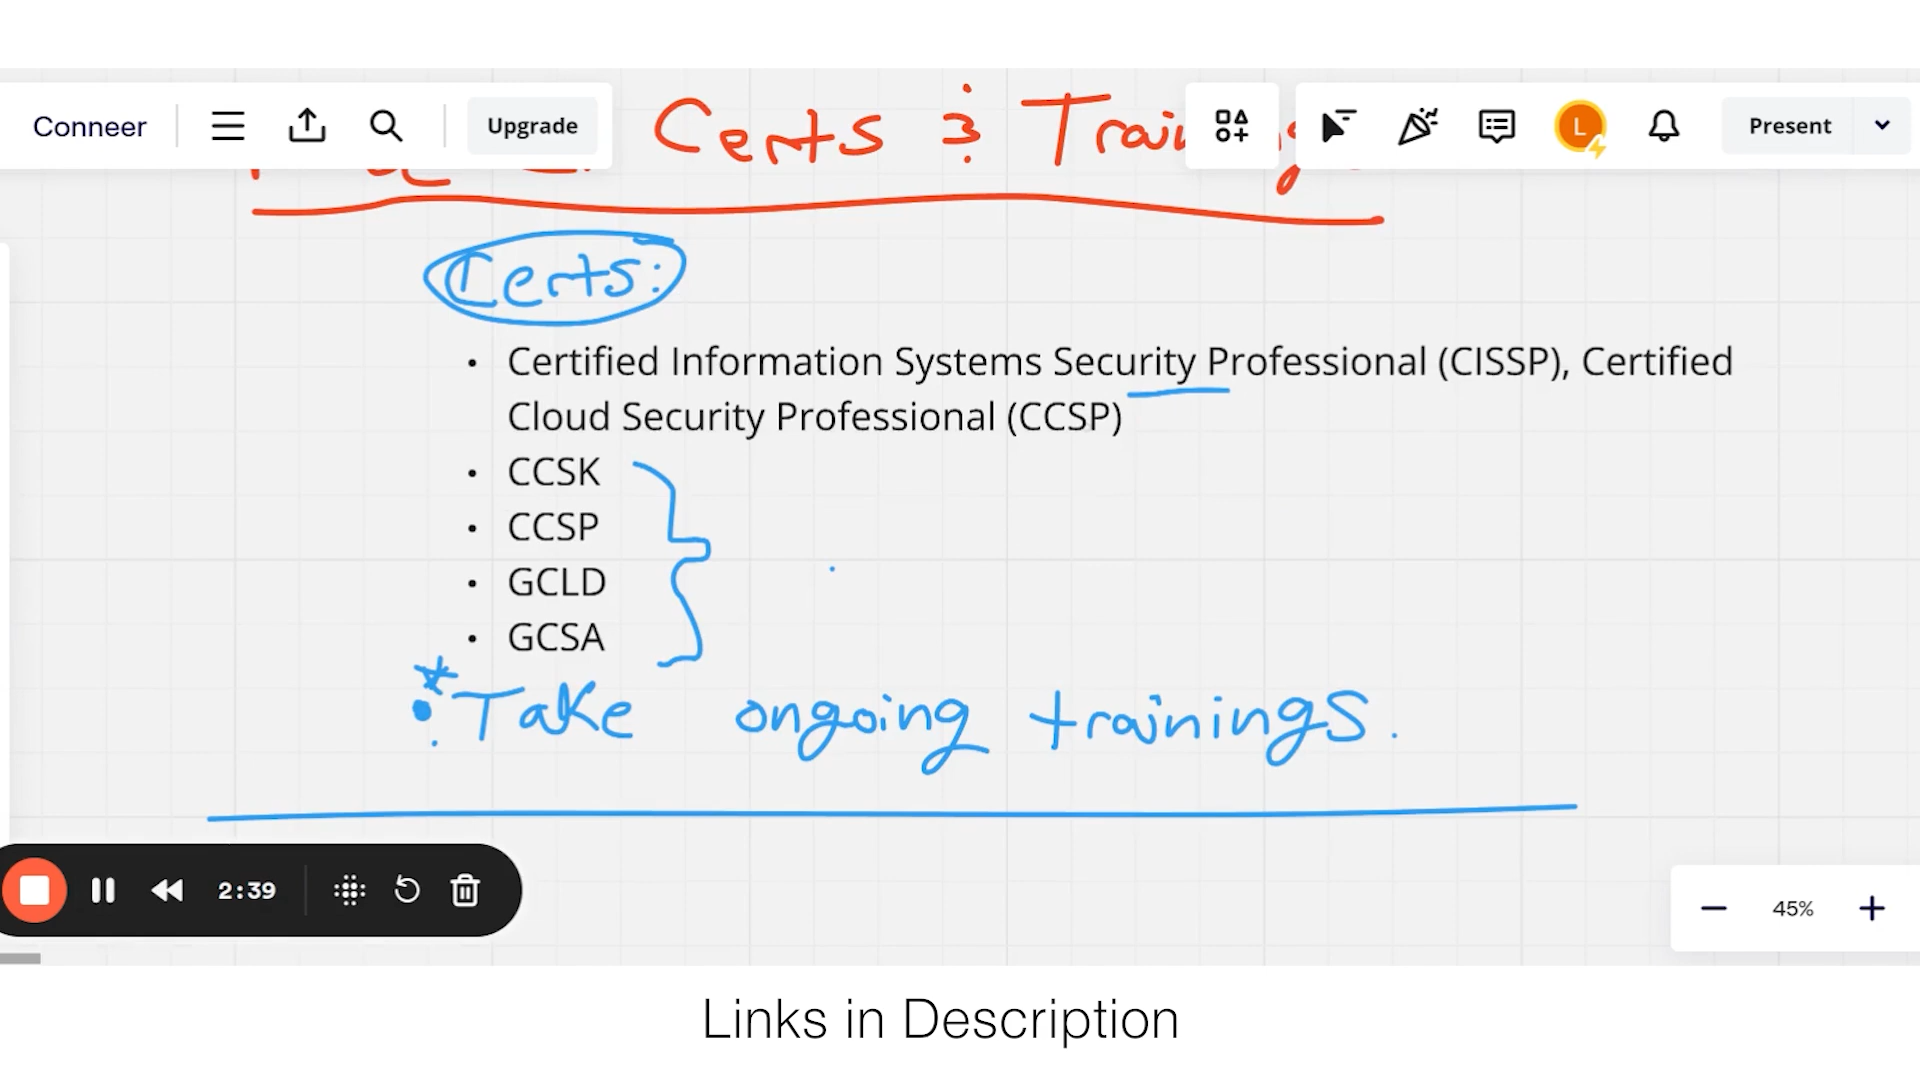 Conneer
Upgrade
Certs & Trainings
L
Present
Certs:
• Certified Information Systems Security Professional (CISSP), Certified
Cloud Security Professional (CCSP)
• CCSK
• CCSP
• GCLD
• GCSA
* Take ongoing trainings.
2:39
45%
Links in Description